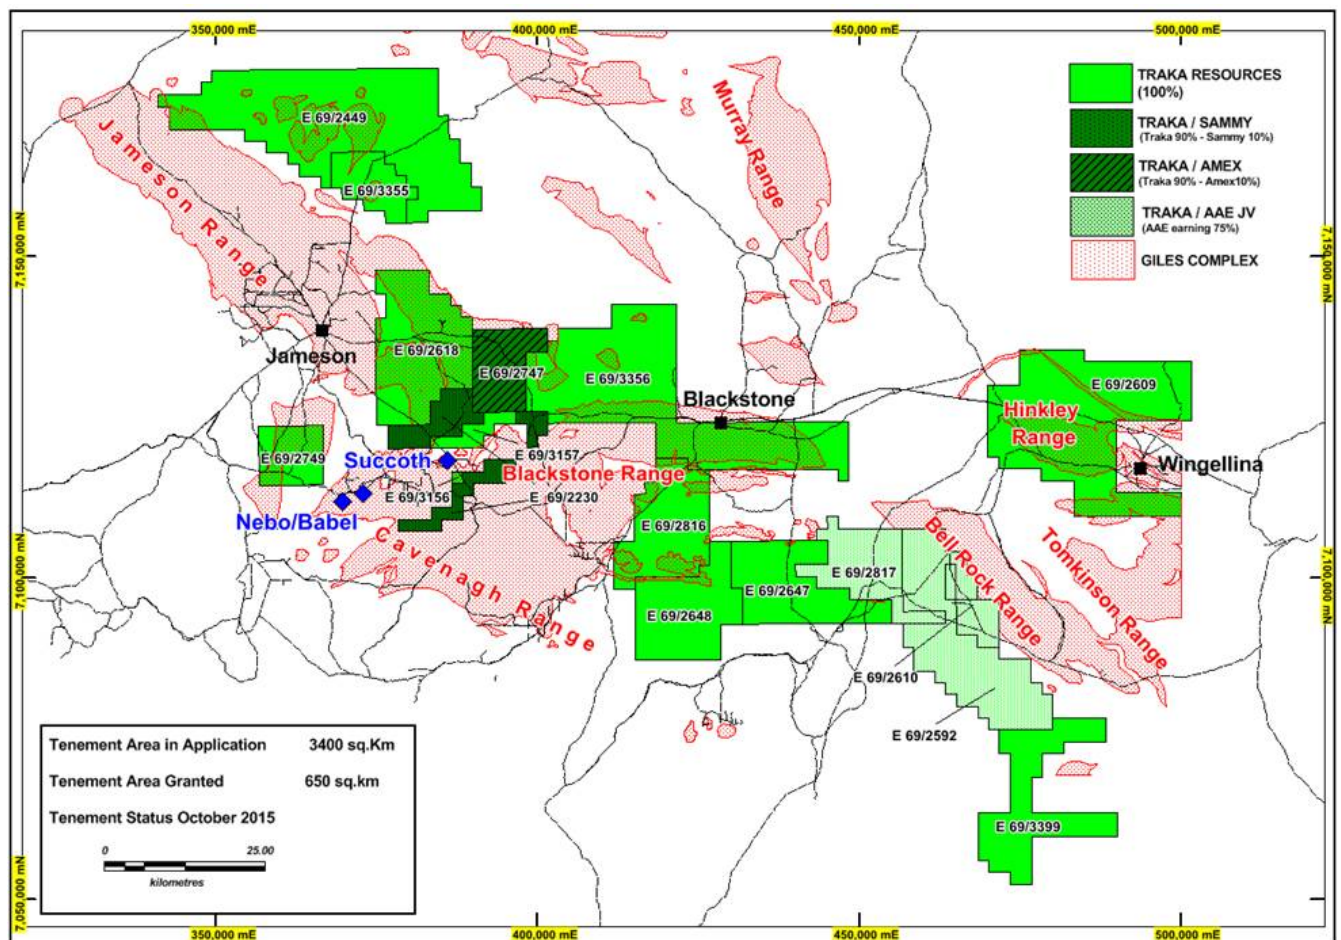 350,000 mE
400,000 mE
450,000 mE
500,000 mE
TRAKA RESOURCES
(100%)
TRAKA / SAMMY
(Traka 90% - Sammy 10%)
TRAKA / AMEX
(Traka 90% - Amex10%)
TRAKA / AAE JV
(AAE earning 75%)
GILES COMPLEX
7,150,000 mN
7,150,000 mN
E 69/2449
E 69/3355
Jameson Range
Murray Range
Jameson
E 69/2618
E 69/2747
E 69/3356
Blackstone
E 69/2609
Hinkley
Range
Wingellina
E 69/2749
Succoth
E 69/3157
Blackstone Range
E 69/3156
E 69/2230
Nebo/Babel
E 69/2816
Cavenagh Range
Bell Rock Range
Tomkinson Range
7,100,000 mN
7,100,000 mN
E 69/2817
E 69/2647
E 69/2648
E 69/2610
E 69/2592
E 69/3399
Tenement Area in Application 3400 sq.Km
Tenement Area Granted 650 sq.km
Tenement Status October 2015
0 25.00
kilometres
7,050,000 mN
7,050,000 mN
350,000 mE
400,000 mE
450,000 mE
500,000 mE